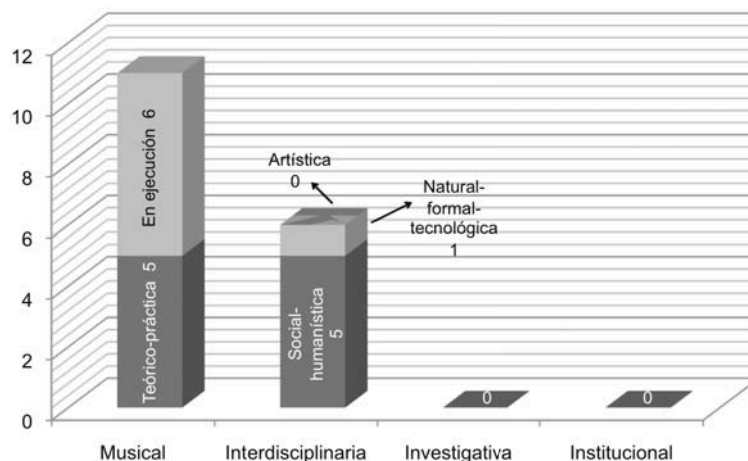 12
10
8
6
4
2
0
En ejecución 6
Teórico-práctica 5
Artística
0
Natural-
formal-
tecnológica
1
Social-
humanística
5
0
0
Musical
Interdisciplinaria
Investigativa
Institucional